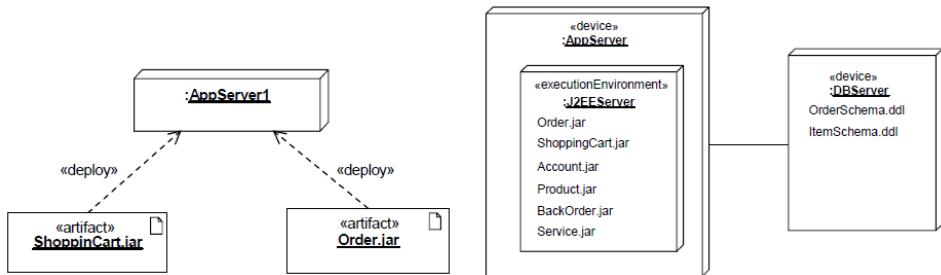 :AppServer1
«deploy»
«deploy»
«artifact»
ShoppinCart.jar
«artifact»
Order.jar
«device»
:AppServer
«executionEnvironment»
:J2EEServer
Order.jar
ShoppingCart.jar
Account.jar
Product.jar
BackOrder.jar
Service.jar
«device»
:DBServer
OrderSchema.ddl
ItemSchema.ddl